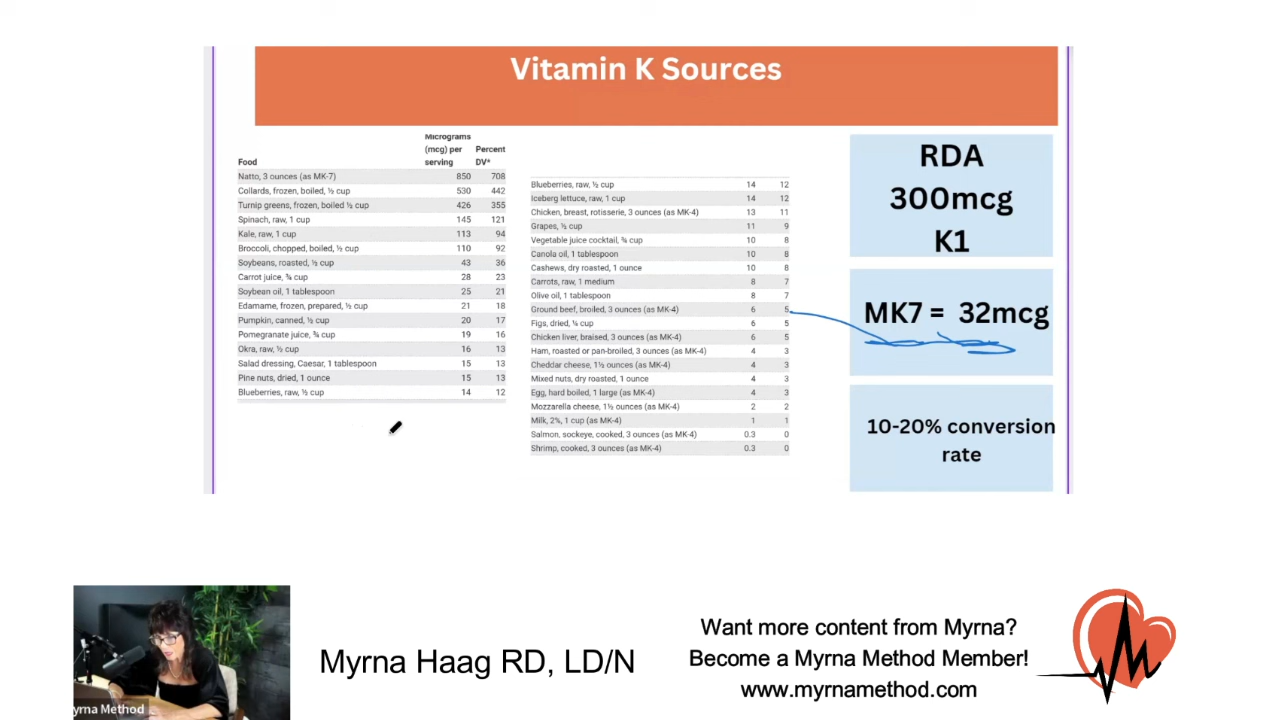 Vitamin K Sources
Micrograms
(mcg) per Percent
Food serving DV*
Natto, 3 ounces (as MK-7) 850 708
Collards, frozen, boiled, ½ cup 530 442
Turnip greens, frozen, boiled ½ cup 426 355
Spinach, raw, 1 cup 145 121
Kale, raw, 1 cup 113 94
Broccoli, chopped, boiled, ½ cup 110 92
Soybeans, roasted, ½ cup 43 36
Carrot juice, ¾ cup 28 23
Soybean oil, 1 tablespoon 25 21
Edamame, frozen, prepared, ½ cup 21 18
Pumpkin, canned, ½ cup 20 17
Pomegranate juice, ¾ cup 19 16
Okra, raw, ½ cup 16 13
Salad dressing, Caesar, 1 tablespoon 15 13
Pine nuts, dried, 1 ounce 15 13
Blueberries, raw, ½ cup 14 12
Blueberries, raw, ½ cup 14 12
Iceberg lettuce, raw, 1 cup 14 12
Chicken, breast, rotisserie, 3 ounces (as MK-4) 13 11
Grapes, ½ cup 11 9
Vegetable juice cocktail, ¾ cup 10 8
Canola oil, 1 tablespoon 10 8
Cashews, dry roasted, 1 ounce 10 8
Carrots, raw, 1 medium 8 7
Olive oil, 1 tablespoon 8 7
Ground beef, broiled, 3 ounces (as MK-4) 6 5
Figs, dried, ¼ cup 6 5
Chicken liver, braised, 3 ounces (as MK-4) 6 5
Ham, roasted or pan-broiled, 3 ounces (as MK-4) 4 3
Cheddar cheese, 1½ ounces (as MK-4) 4 3
Mixed nuts, dry roasted, 1 ounce 4 3
Egg, hard boiled, 1 large (as MK-4) 4 3
Mozzarella cheese, 1½ ounces (as MK-4) 2 2
Milk, 2%, 1 cup (as MK-4) 1 1
Salmon, sockeye, cooked, 3 ounces (as MK-4) 0.3 0
Shrimp, cooked, 3 ounces (as MK-4) 0.3 0
RDA
300mcg
K1
MK7 = 32mcg
10-20% conversion
rate
yrna Method
Myrna Haag RD, LD/N
Want more content from Myrna?
Become a Myrna Method Member!
www.myrnamethod.com